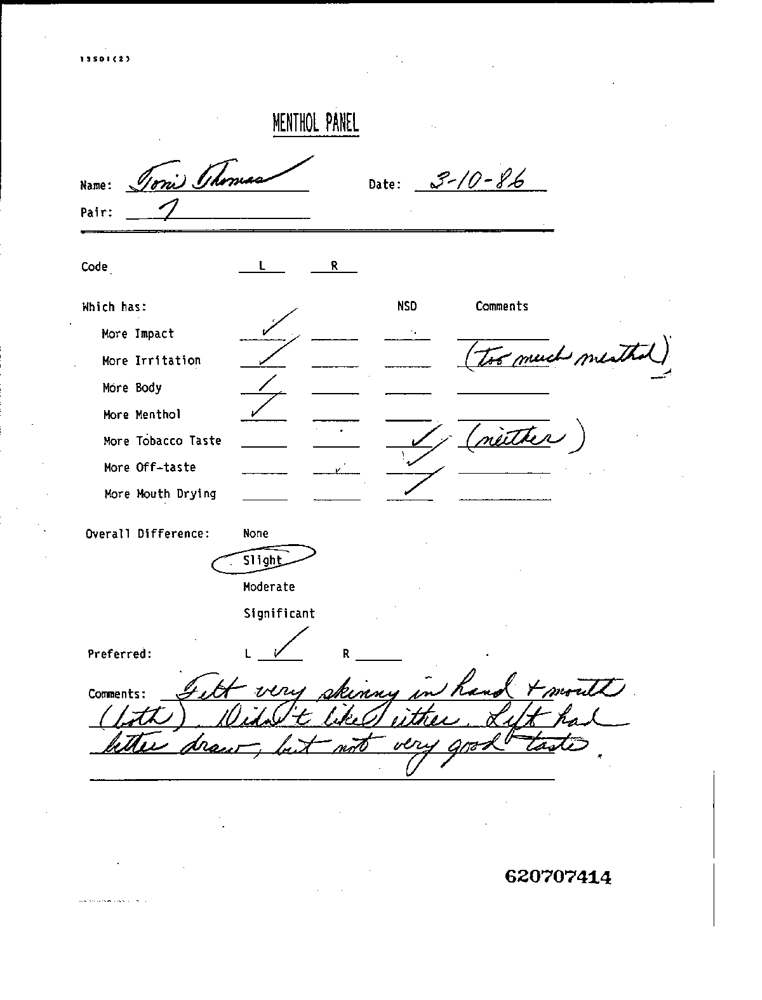 13501(2)
MENTHOL PANEL
Name: Toni Thomas Date: 3-10-86
Pair: 7
Code L R
Which has: NSD Comments
More Impact ✓
More Irritation ✓ (Too much menthol)
More Body ✓
More Menthol ✓
More Tobacco Taste ✓ (neither)
More Off-taste ✓
More Mouth Drying ✓
Overall Difference: None
Slight
Moderate
Significant
Preferred: L ✓ R
Comments: Felt very skinny in hand + mouth
(both). Didn't like either. Left had
better draw, but not very good taste.
620707414